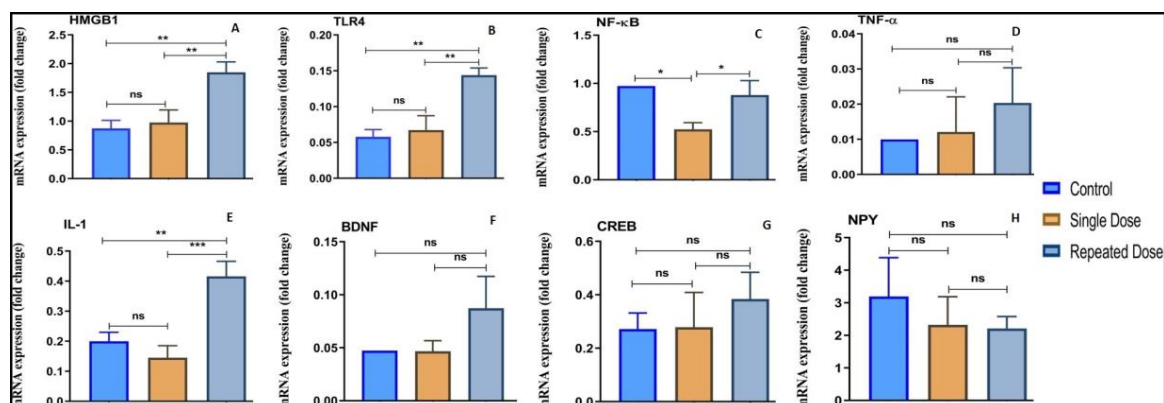 HMGB1
A
mRNA expression (fold change)
2.5
2.0
1.5
1.0
0.5
0.0
**
**
ns
TLR4
B
mRNA expression (fold change)
0.20
0.15
0.10
0.05
0.00
**
**
ns
NF-κB
C
mRNA expression (fold change)
1.5
1.0
0.5
0.0
*
*
TNF-α
D
mRNA expression (fold change)
0.04
0.03
0.02
0.01
0.00
ns
ns
ns
IL-1
E
mRNA expression (fold change)
0.5
0.4
0.3
0.2
0.1
0.0
**
***
ns
BDNF
F
mRNA expression (fold change)
0.15
0.10
0.05
0.00
ns
ns
CREB
G
mRNA expression (fold change)
0.6
0.4
0.2
0.0
ns
ns
ns
NPY
H
mRNA expression (fold change)
5
4
3
2
1
0
ns
ns
ns
Control
Single Dose
Repeated Dose